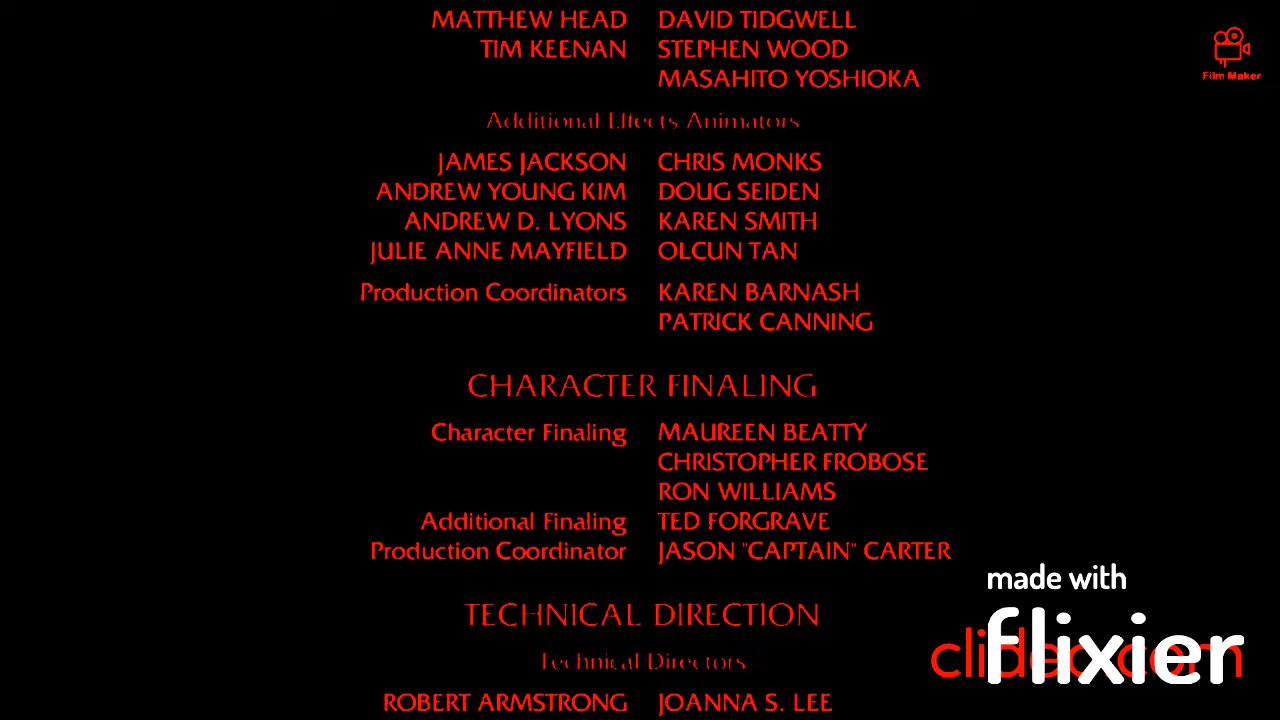 MATTHEW HEAD DAVID TIDGWELL
TIM KEENAN STEPHEN WOOD
MASAHITO YOSHIOKA
Film Maker
Additional Effects Animators
JAMES JACKSON CHRIS MONKS
ANDREW YOUNG KIM DOUG SEIDEN
ANDREW D. LYONS KAREN SMITH
JULIE ANNE MAYFIELD OLCUN TAN
Production Coordinators KAREN BARNASH
PATRICK CANNING
CHARACTER FINALING
Character Finaling MAUREEN BEATTY
CHRISTOPHER FROBOSE
RON WILLIAMS
Additional Finaling TED FORGRAVE
Production Coordinator JASON "CAPTAIN" CARTER
made with
flixier
clideo.com
TECHNICAL DIRECTION
Technical Directors
ROBERT ARMSTRONG JOANNA S. LEE